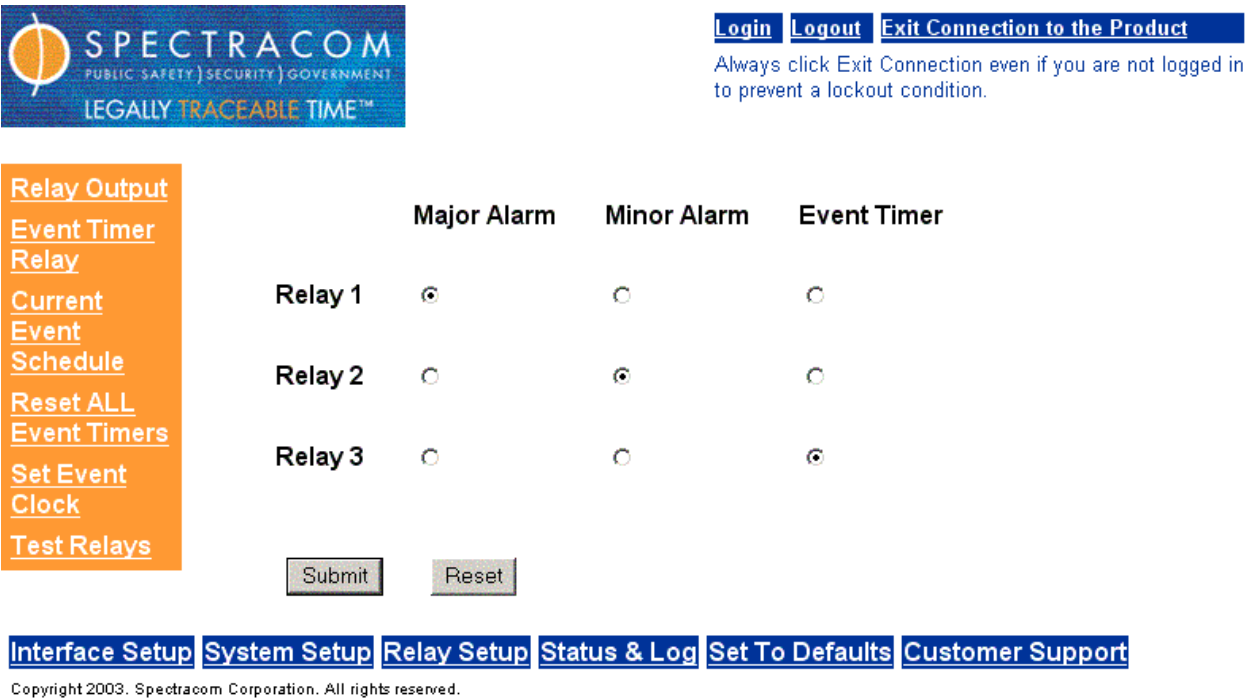 SPECTRACOM
PUBLIC SAFETY } SECURITY } GOVERNMENT
LEGALLY TRACEABLE TIME™
Login Logout Exit Connection to the Product
Always click Exit Connection even if you are not logged in
to prevent a lockout condition.
Relay Output
Event Timer
Relay
Current
Event
Schedule
Reset ALL
Event Timers
Set Event
Clock
Test Relays
Major Alarm Minor Alarm Event Timer
Relay 1
Relay 2
Relay 3
Submit Reset
Interface Setup System Setup Relay Setup Status & Log Set To Defaults Customer Support
Copyright 2003. Spectracom Corporation. All rights reserved.